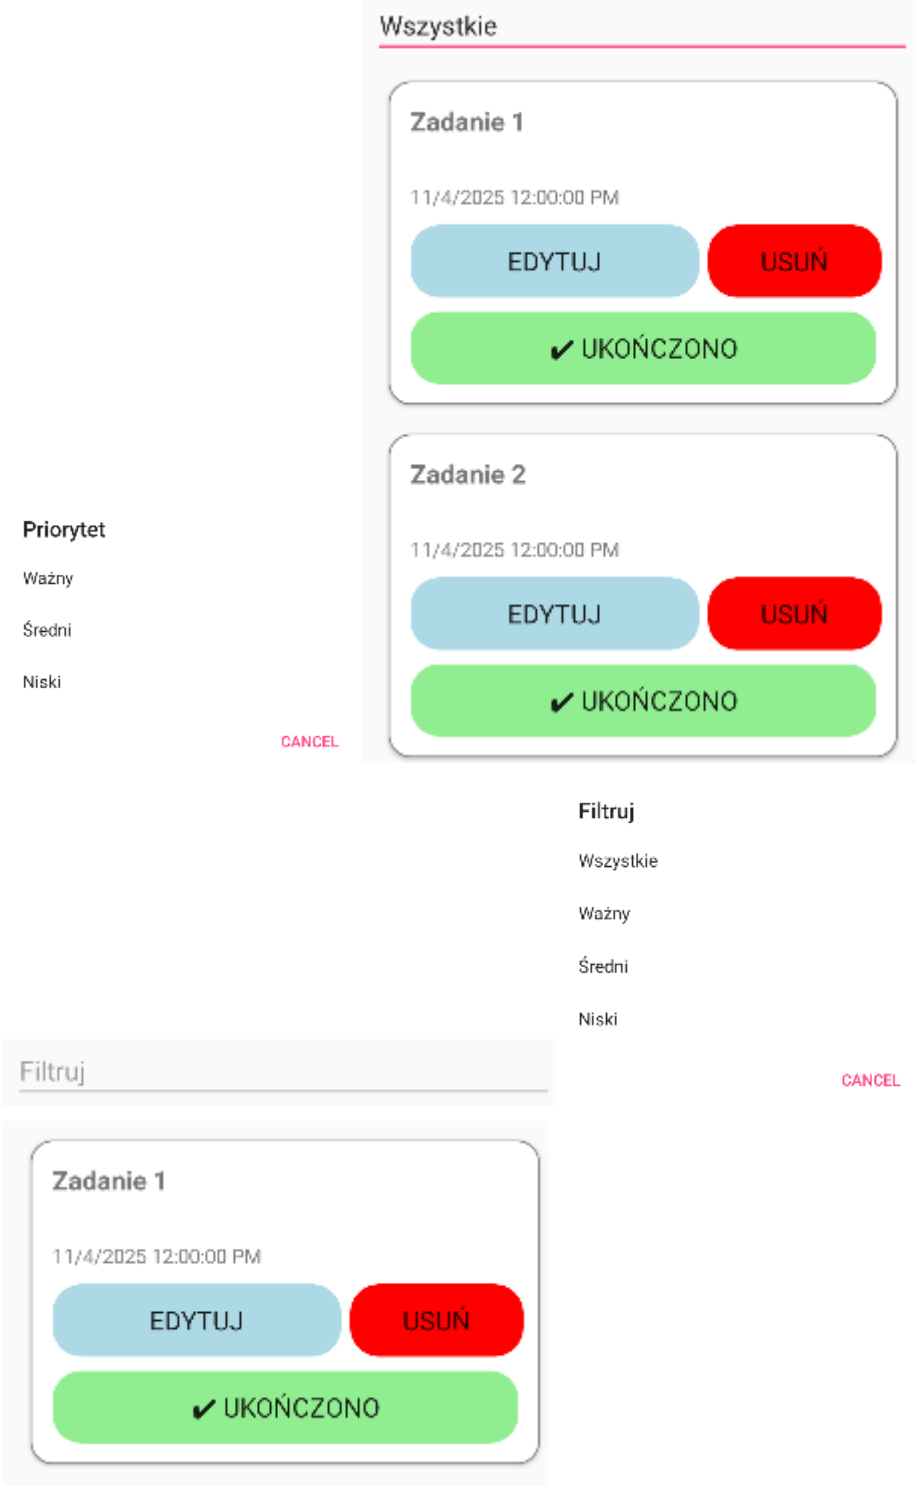 Wszystkie
Zadanie 1
11/4/2025 12:00:00 PM
EDYTUJ USUŃ
✔ UKOŃCZONO
Zadanie 2
11/4/2025 12:00:00 PM
EDYTUJ USUŃ
✔ UKOŃCZONO
Priorytet
Ważny
Średni
Niski
CANCEL
Filtruj
Wszystkie
Ważny
Średni
Niski
CANCEL
Filtruj
Zadanie 1
11/4/2025 12:00:00 PM
EDYTUJ USUŃ
✔ UKOŃCZONO